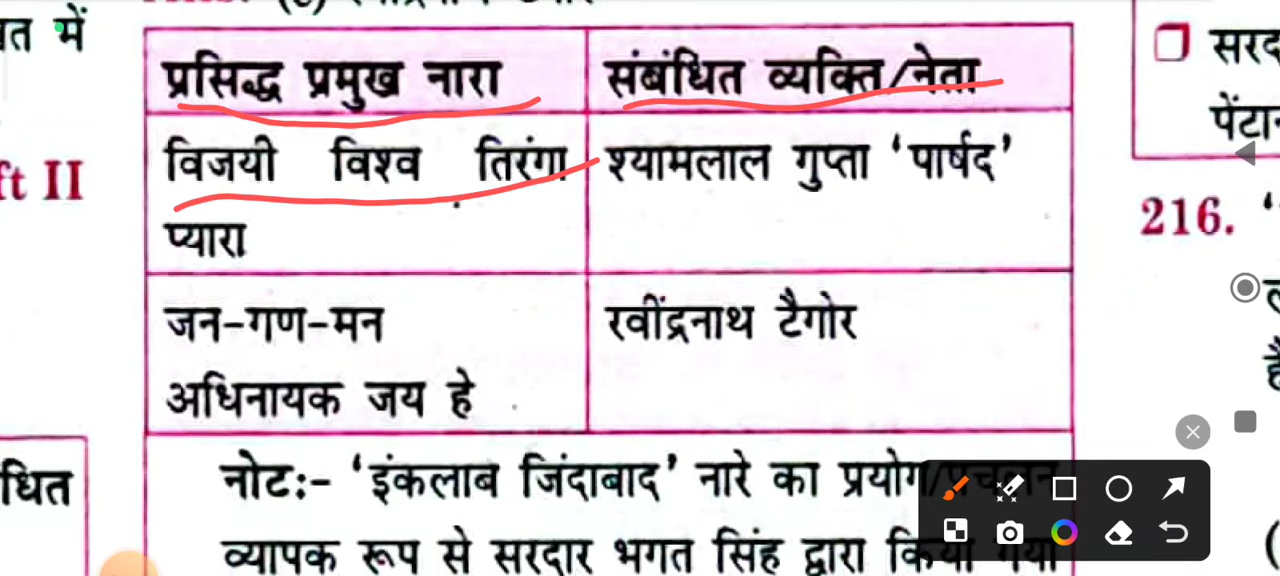 त में
ft II
धित
प्रसिद्ध प्रमुख नारा
संबंधित व्यक्ति/नेता
विजयी विश्व तिरंगा
प्यारा
श्यामलाल गुप्ता ‘पार्षद’
जन-गण-मन
अधिनायक जय हे
रवींद्रनाथ टैगोर
नोट:- ‘इंकलाब जिंदाबाद’ नारे का प्रयोग/प्रचलन
व्यापक रूप से सरदार भगत सिंह द्वारा किया गया
सरद
पेंटा
216.